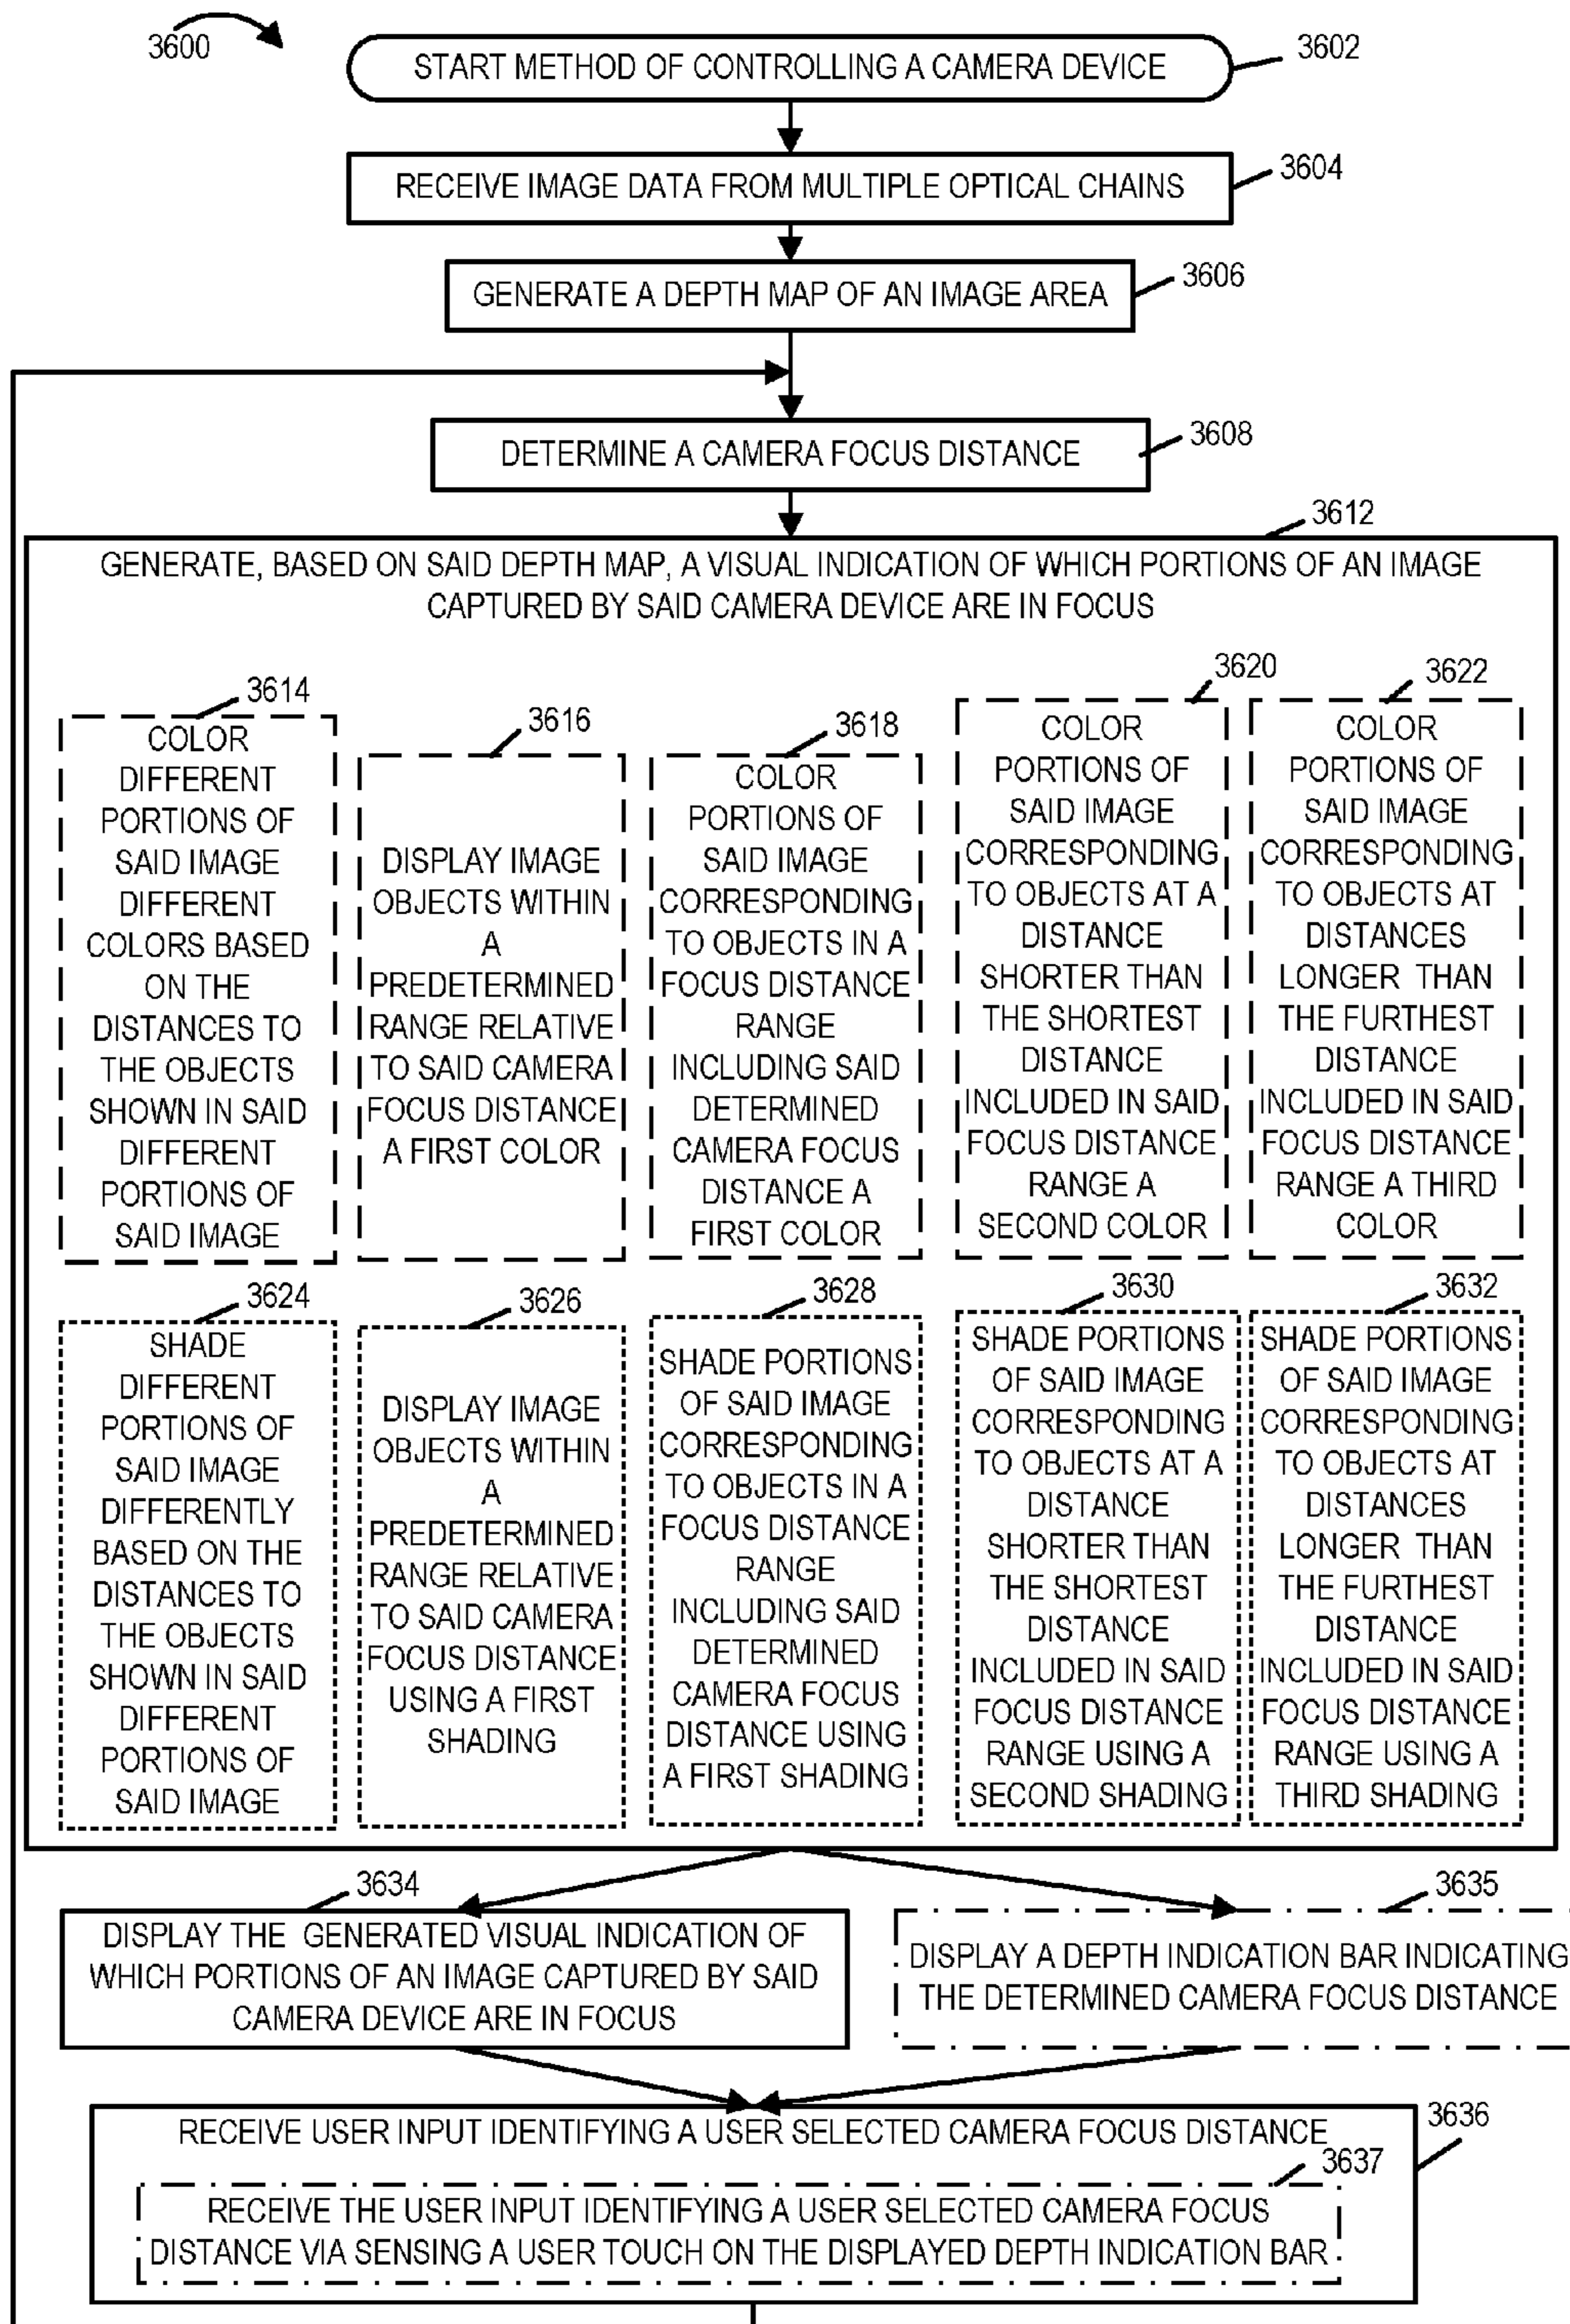 3600
START METHOD OF CONTROLLING A CAMERA DEVICE
3602
RECEIVE IMAGE DATA FROM MULTIPLE OPTICAL CHAINS
3604
GENERATE A DEPTH MAP OF AN IMAGE AREA
3606
DETERMINE A CAMERA FOCUS DISTANCE
3608
3612
GENERATE, BASED ON SAID DEPTH MAP, A VISUAL INDICATION OF WHICH PORTIONS OF AN IMAGE
CAPTURED BY SAID CAMERA DEVICE ARE IN FOCUS
3614
COLOR
DIFFERENT
PORTIONS OF
SAID IMAGE
DIFFERENT
COLORS BASED
ON THE
DISTANCES TO
THE OBJECTS
SHOWN IN SAID
DIFFERENT
PORTIONS OF
SAID IMAGE
3616
DISPLAY IMAGE
OBJECTS WITHIN
A
PREDETERMINED
RANGE RELATIVE
TO SAID CAMERA
FOCUS DISTANCE
A FIRST COLOR
3618
COLOR
PORTIONS OF
SAID IMAGE
CORRESPONDING
TO OBJECTS IN A
FOCUS DISTANCE
RANGE
INCLUDING SAID
DETERMINED
CAMERA FOCUS
DISTANCE A
FIRST COLOR
3620
COLOR
PORTIONS OF
SAID IMAGE
CORRESPONDING
TO OBJECTS AT A
DISTANCE
SHORTER THAN
THE SHORTEST
DISTANCE
INCLUDED IN SAID
FOCUS DISTANCE
RANGE A
SECOND COLOR
3622
COLOR
PORTIONS OF
SAID IMAGE
CORRESPONDING
TO OBJECTS AT
DISTANCES
LONGER THAN
THE FURTHEST
DISTANCE
INCLUDED IN SAID
FOCUS DISTANCE
RANGE A THIRD
COLOR
3624
SHADE
DIFFERENT
PORTIONS OF
SAID IMAGE
DIFFERENTLY
BASED ON THE
DISTANCES TO
THE OBJECTS
SHOWN IN SAID
DIFFERENT
PORTIONS OF
SAID IMAGE
3626
DISPLAY IMAGE
OBJECTS WITHIN
A
PREDETERMINED
RANGE RELATIVE
TO SAID CAMERA
FOCUS DISTANCE
USING A FIRST
SHADING
3628
SHADE PORTIONS
OF SAID IMAGE
CORRESPONDING
TO OBJECTS IN A
FOCUS DISTANCE
RANGE
INCLUDING SAID
DETERMINED
CAMERA FOCUS
DISTANCE USING
A FIRST SHADING
3630
SHADE PORTIONS
OF SAID IMAGE
CORRESPONDING
TO OBJECTS AT A
DISTANCE
SHORTER THAN
THE SHORTEST
DISTANCE
INCLUDED IN SAID
FOCUS DISTANCE
RANGE USING A
SECOND SHADING
3632
SHADE PORTIONS
OF SAID IMAGE
CORRESPONDING
TO OBJECTS AT
DISTANCES
LONGER THAN
THE FURTHEST
DISTANCE
INCLUDED IN SAID
FOCUS DISTANCE
RANGE USING A
THIRD SHADING
3634
DISPLAY THE GENERATED VISUAL INDICATION OF
WHICH PORTIONS OF AN IMAGE CAPTURED BY SAID
CAMERA DEVICE ARE IN FOCUS
3635
DISPLAY A DEPTH INDICATION BAR INDICATING
THE DETERMINED CAMERA FOCUS DISTANCE
3636
RECEIVE USER INPUT IDENTIFYING A USER SELECTED CAMERA FOCUS DISTANCE
3637
RECEIVE THE USER INPUT IDENTIFYING A USER SELECTED CAMERA FOCUS
DISTANCE VIA SENSING A USER TOUCH ON THE DISPLAYED DEPTH INDICATION BAR